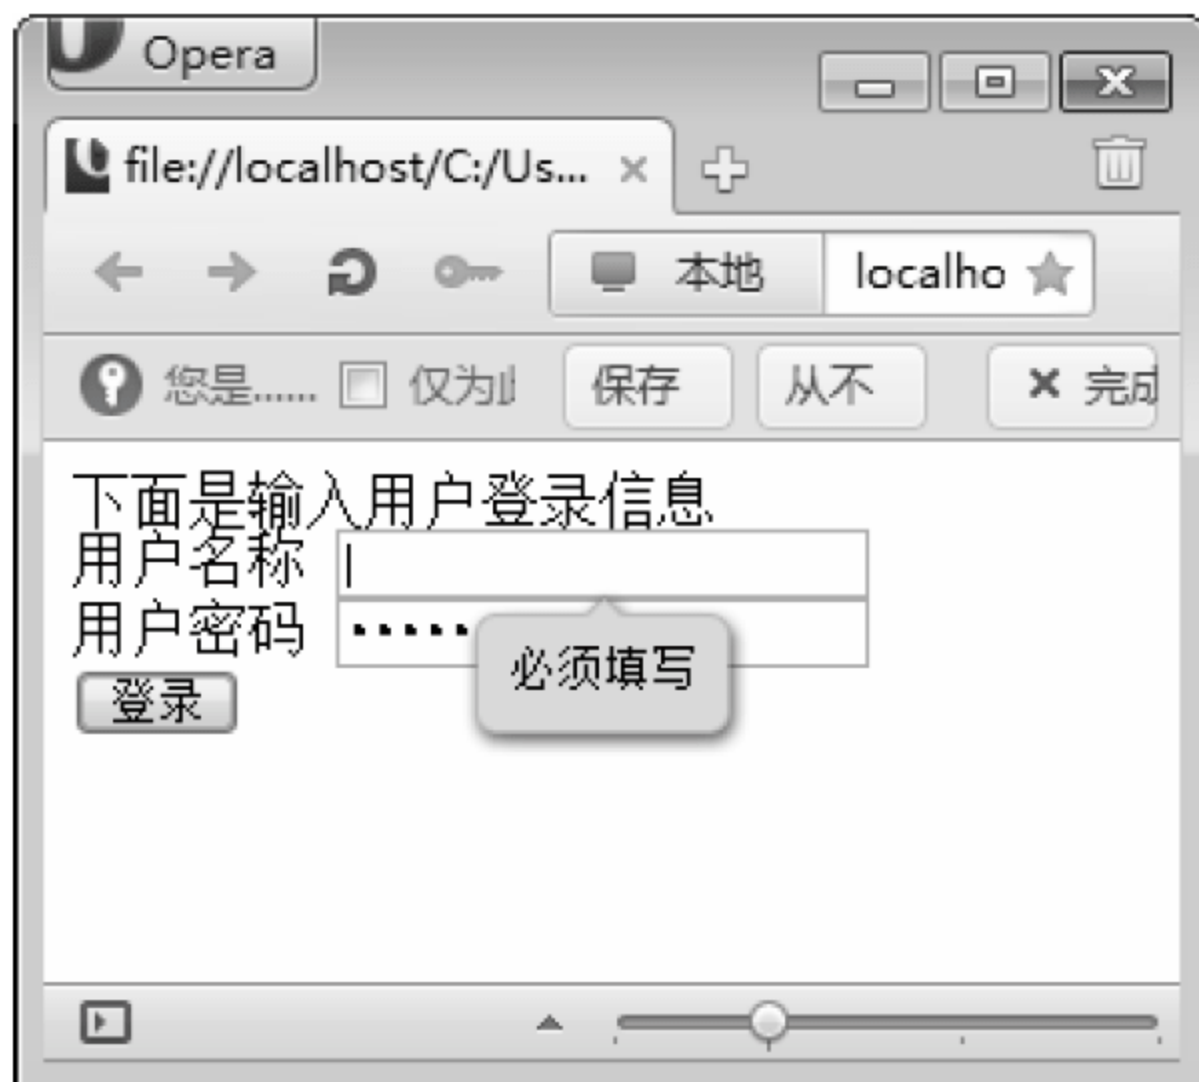 Opera
file://localhost/C:/Us...
本地 localho
您是...... 仅为 保存 从不 完成
下面是输入用户登录信息
用户名称
用户密码 •••••
必须填写
登录